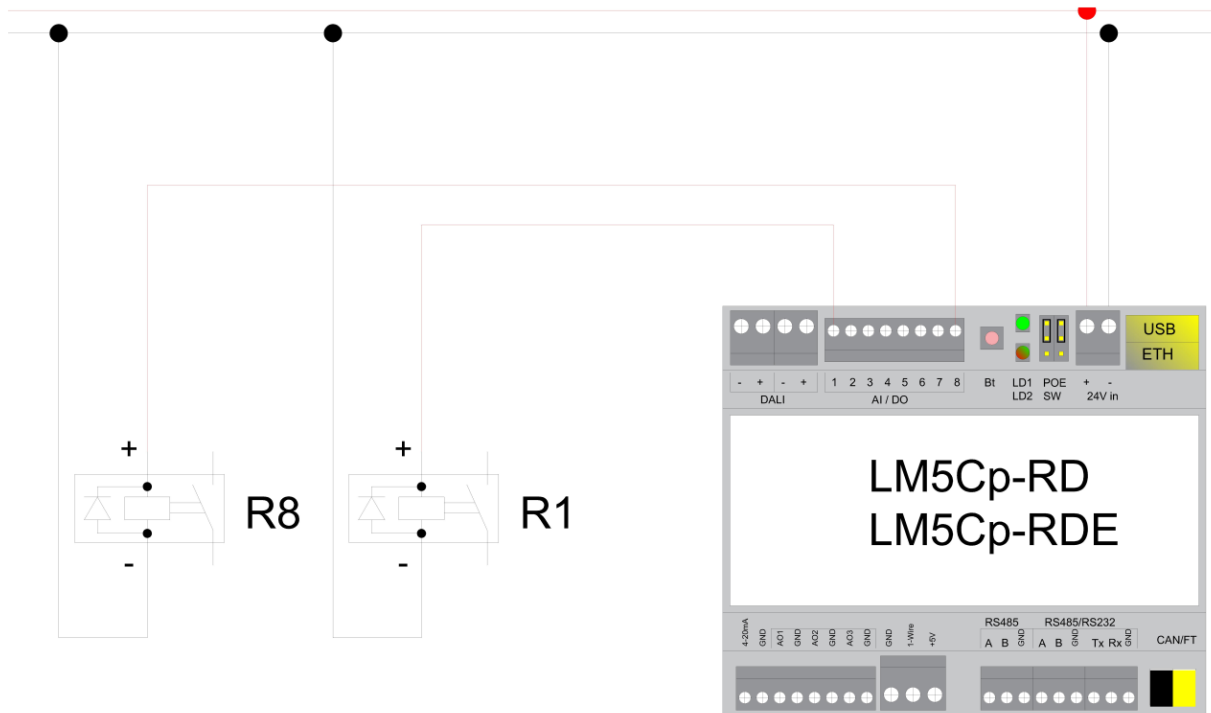 USB
ETH
- + - + 1 2 3 4 5 6 7 8 Bt LD1 POE + -
DALI AI / DO LD2 SW 24V in
LM5Cp-RD
LM5Cp-RDE
+ +
R8 R1
- -
RS485 RS485/RS232
4-20mA GND AO1 GND AO2 GND AO3 GND GND 1-Wire +5V A B GND A B GND Tx Rx GND CAN/FT